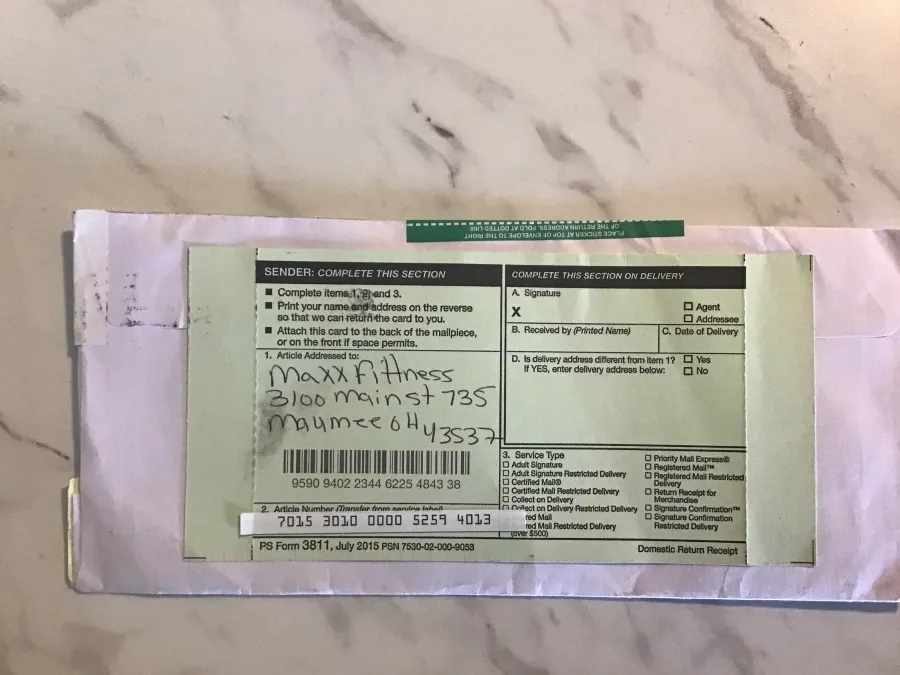 PLACE STICKER AT TOP OF ENVELOPE TO THE RIGHT
OF THE RETURN ADDRESS, FOLD AT DOTTED LINE
SENDER: COMPLETE THIS SECTION
■ Complete items 1, 2, and 3.
■ Print your name and address on the reverse
so that we can return the card to you.
■ Attach this card to the back of the mailpiece,
or on the front if space permits.
1. Article Addressed to:
Maxx Fittness
3100 Main st 735
Maumee OH 43537
9590 9402 2344 6225 4843 38
2. Article Number (Transfer from service label)
7015 3010 0000 5259 4013
COMPLETE THIS SECTION ON DELIVERY
A. Signature
X
☐ Agent
☐ Addressee
B. Received by (Printed Name)
C. Date of Delivery
D. Is delivery address different from item 1? ☐ Yes
If YES, enter delivery address below: ☐ No
3. Service Type
☐ Adult Signature
☐ Adult Signature Restricted Delivery
☐ Certified Mail®
☐ Certified Mail Restricted Delivery
☐ Collect on Delivery
☐ Collect on Delivery Restricted Delivery
red Mail
red Mail Restricted Delivery
(over $500)
☐ Priority Mail Express®
☐ Registered Mail™
☐ Registered Mail Restricted
Delivery
☐ Return Receipt for
Merchandise
☐ Signature Confirmation™
☐ Signature Confirmation
Restricted Delivery
PS Form 3811, July 2015 PSN 7530-02-000-9053
Domestic Return Receipt